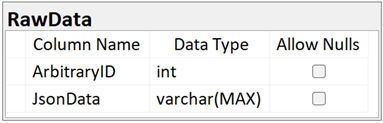 RawData
Column Name Data Type Allow Nulls
ArbitraryID int
JsonData varchar(MAX)